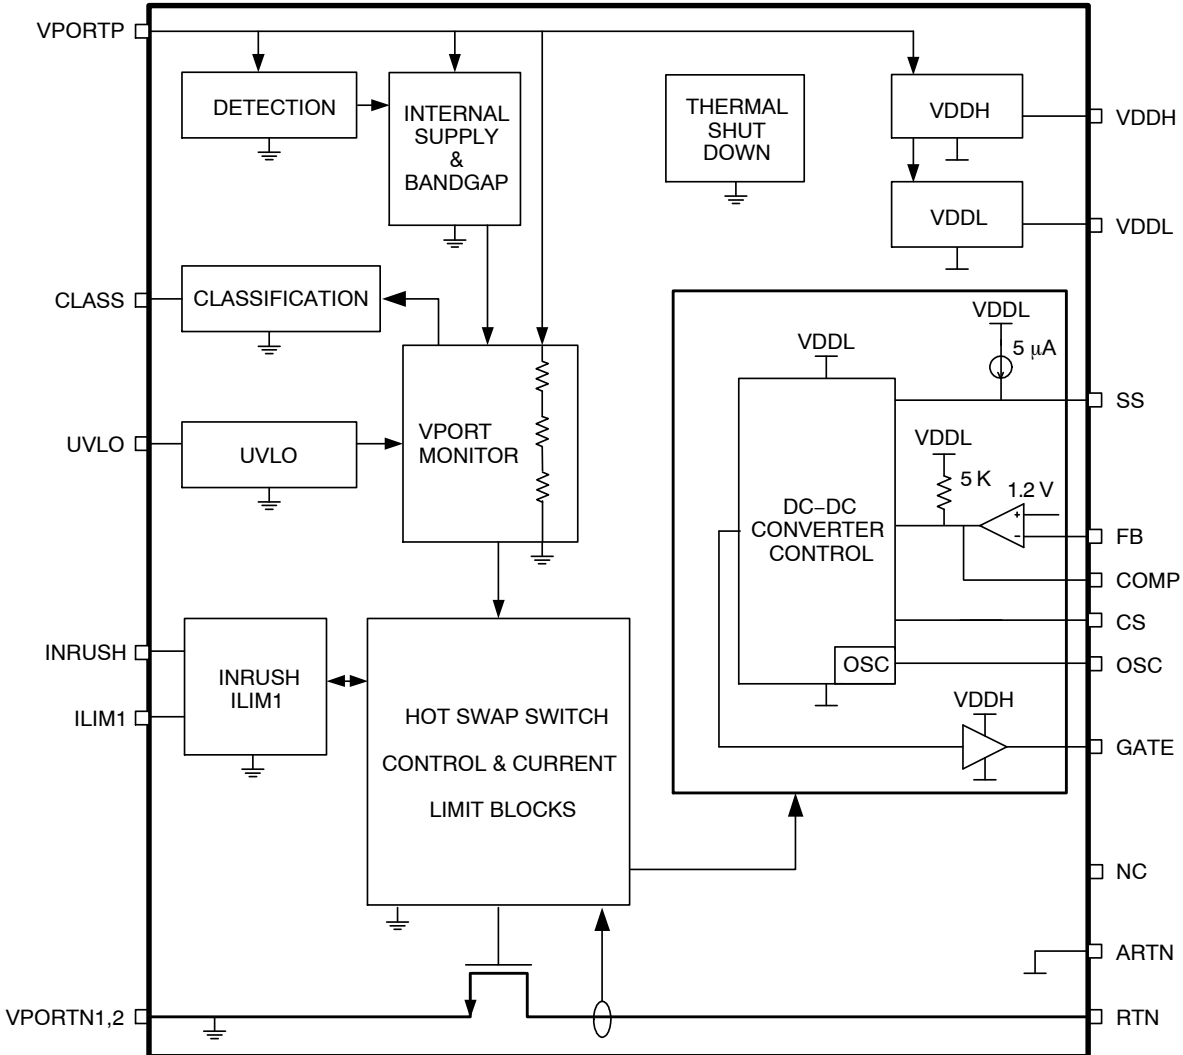 VPORTP
DETECTION
INTERNAL
SUPPLY
&
BANDGAP
THERMAL
SHUT
DOWN
VDDH
VDDH
VDDL
VDDL
CLASS
CLASSIFICATION
UVLO
UVLO
VPORT
MONITOR
VDDL
VDDL
5 μA
SS
VDDL
5 K
1.2 V
+
−
DC−DC
CONVERTER
CONTROL
FB
COMP
CS
OSC
OSC
VDDH
GATE
INRUSH
ILIM1
INRUSH
ILIM1
HOT SWAP SWITCH
CONTROL & CURRENT
LIMIT BLOCKS
NC
ARTN
VPORTN1,2
RTN